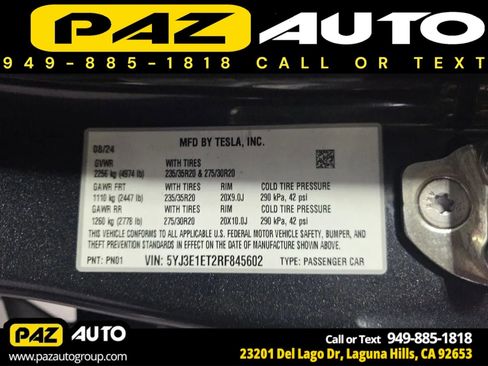 PAZ AUTO
949-885-1818 CALL OR TEXT
08/24 MFD BY TESLA, INC.
GVWR WITH TIRES
2256 kg (4974 lb) 235/35R20 & 275/30R20
GAWR FRT WITH TIRES RIM COLD TIRE PRESSURE
1110 kg (2447 lb) 235/35R20 20X9.0J 290 kPa, 42 psi
GAWR RR WITH TIRES RIM COLD TIRE PRESSURE
1260 kg (2778 lb) 275/30R20 20X10.0J 290 kPa, 42 psi
THIS VEHICLE CONFORMS TO ALL APPLICABLE U.S. FEDERAL MOTOR VEHICLE SAFETY, BUMPER, AND
THEFT PREVENTION STANDARDS IN EFFECT ON THE DATE OF MANUFACTURE SHOWN ABOVE.
PNT: PN01 VIN: 5YJ3E1ET2RF845602 TYPE: PASSENGER CAR
PAZ AUTO
www.pazautogroup.com
Call or Text 949-885-1818
23201 Del Lago Dr, Laguna Hills, CA 92653